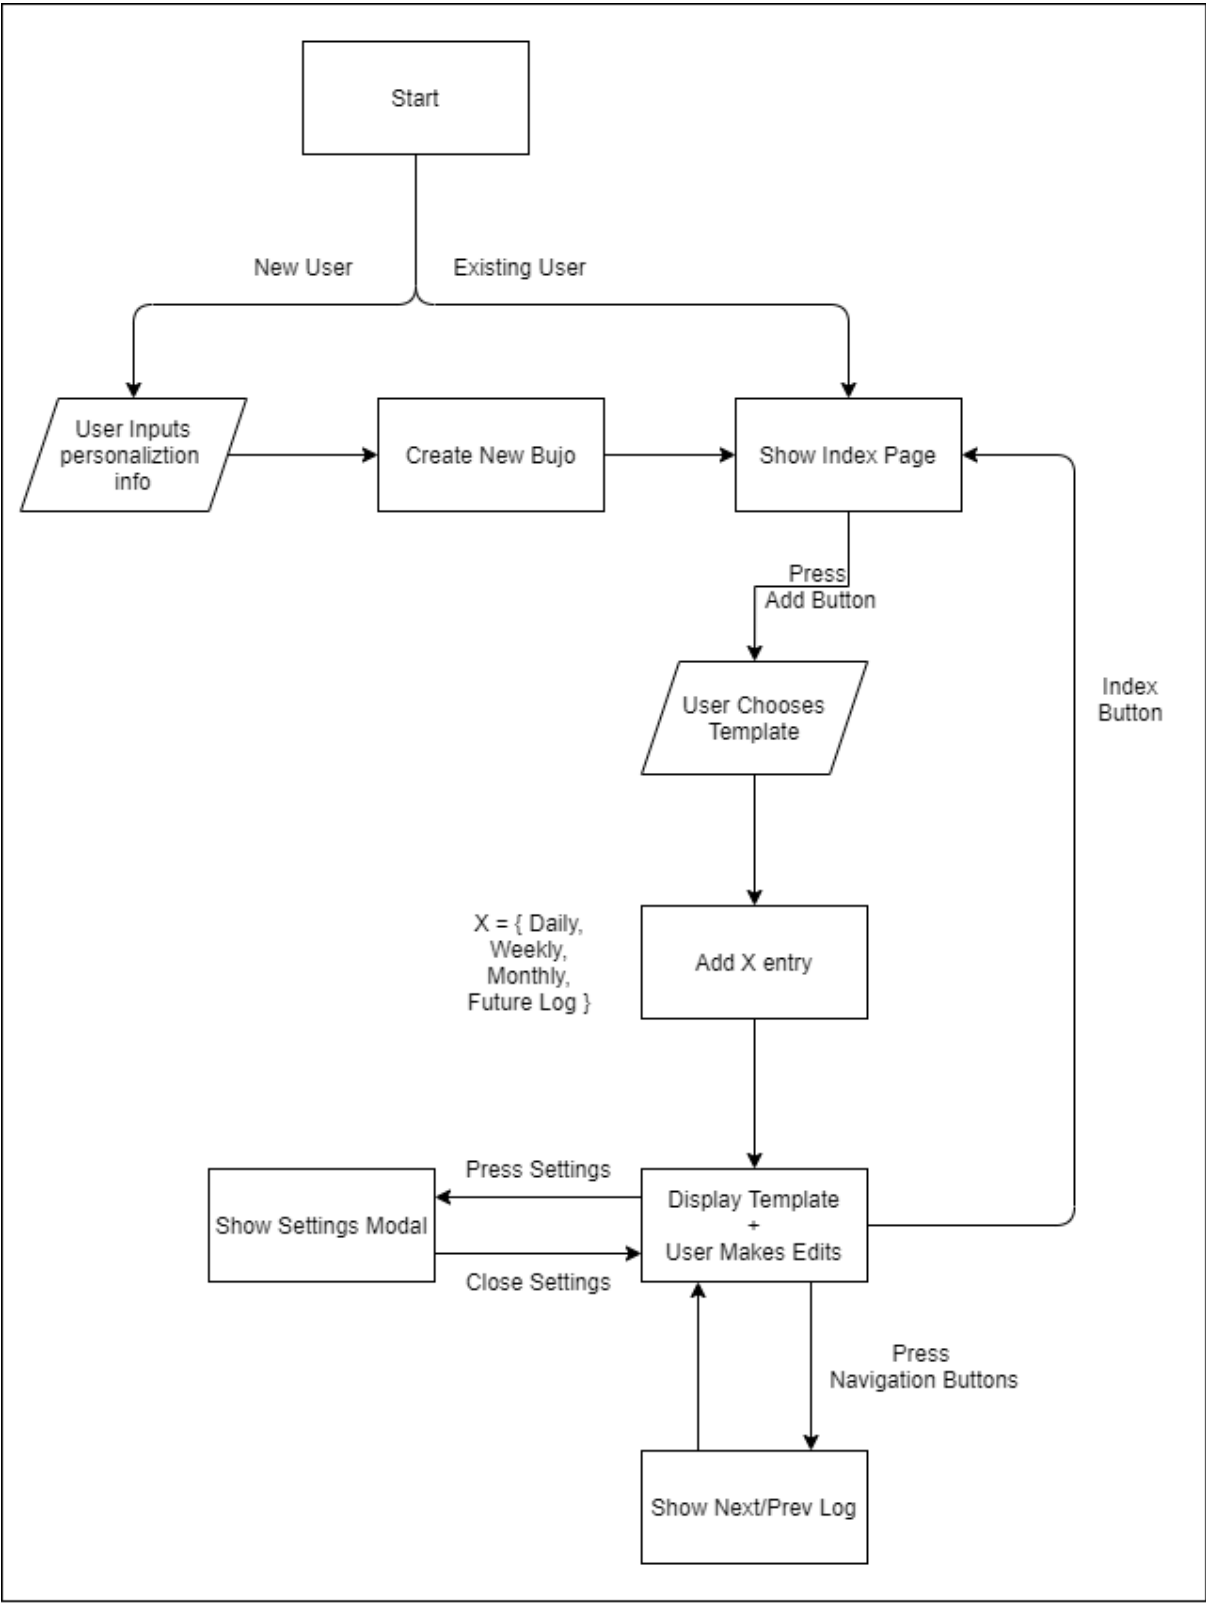 Start
New User
Existing User
User Inputs
personaliztion
info
Create New Bujo
Show Index Page
Press
Add Button
User Chooses
Template
Index
Button
X = { Daily,
Weekly,
Monthly,
Future Log }
Add X entry
Press Settings
Show Settings Modal
Close Settings
Display Template
+
User Makes Edits
Press
Navigation Buttons
Show Next/Prev Log